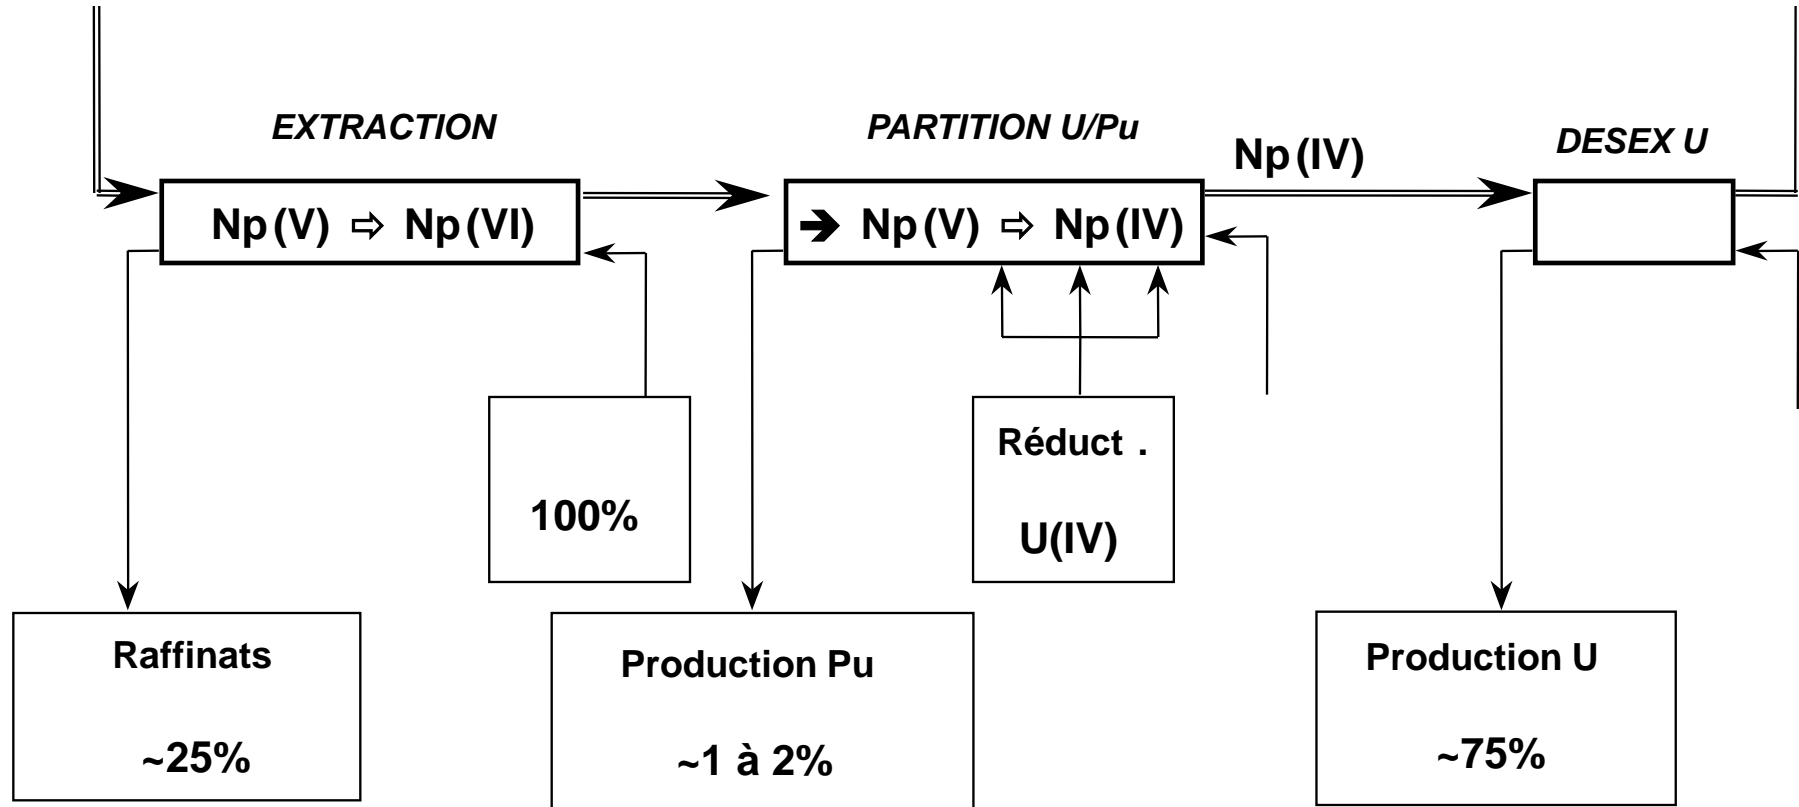 EXTRACTION
PARTITION U/Pu
Np(IV)
DESEX U
Np(V) ⇨ Np(VI)
➔ Np(V) ⇨ Np(IV)
100%
Réduct .
U(IV)
Raffinats
~25%
Production Pu
~1 à 2%
Production U
~75%